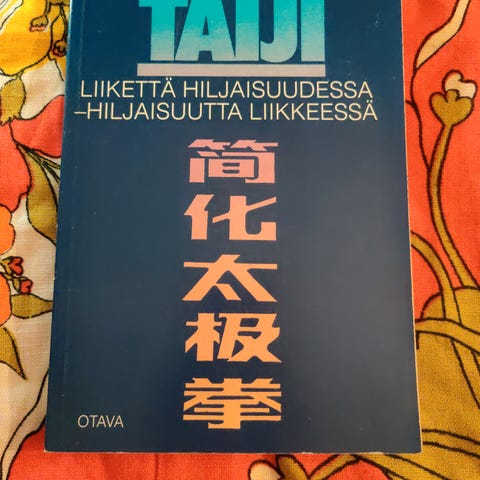 TAIJI
LIIKETTÄ HILJAISUUDESSA
–HILJAISUUTTA LIIKKEESSÄ
简
化
太
极
拳
OTAVA